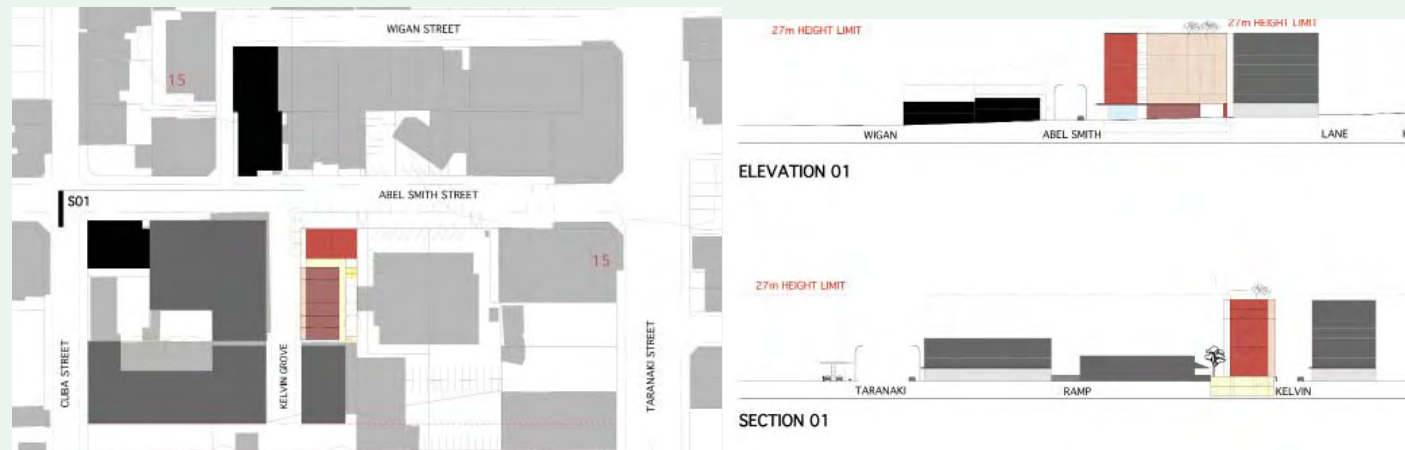 WIGAN STREET
15
S01
ABEL SMITH STREET
15
CUBA STREET
KELVIN GROVE
TARANAKI STREET
27m HEIGHT LIMIT
27m HEIGHT LIMIT
WIGAN
ABEL SMITH
LANE
ELEVATION 01
27m HEIGHT LIMIT
TARANAKI
RAMP
KELVIN
SECTION 01